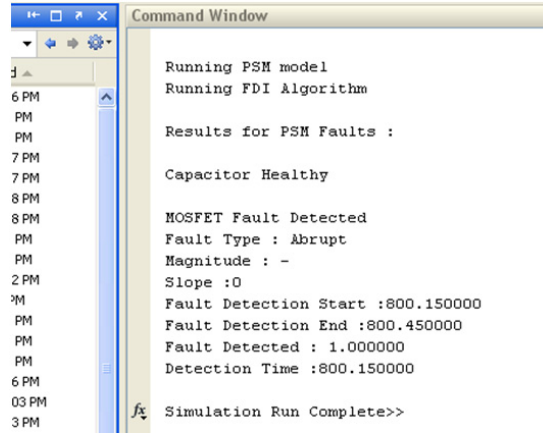 Command Window
d
6 PM
PM
PM
7 PM
7 PM
8 PM
8 PM
PM
PM
2 PM
PM
PM
PM
PM
6 PM
03 PM
3 PM
Running PSM model
Running FDI Algorithm
Results for PSM Faults :
Capacitor Healthy
MOSFET Fault Detected
Fault Type : Abrupt
Magnitude : -
Slope :0
Fault Detection Start :800.150000
Fault Detection End :800.450000
Fault Detected : 1.000000
Detection Time :800.150000
fx Simulation Run Complete>>